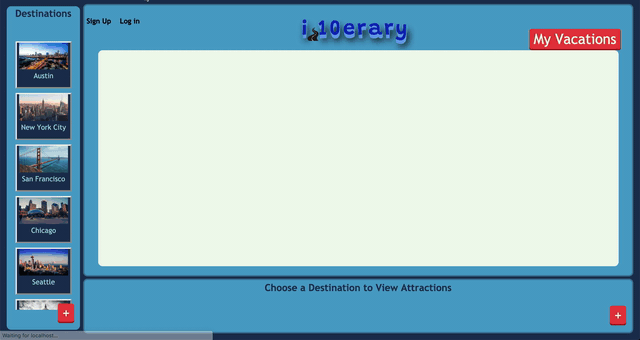 Destinations
Austin
New York City
San Francisco
Chicago
Seattle
+
Sign Up Log in
i 10erary
My Vacations
Choose a Destination to View Attractions
+
Waiting for localhost...